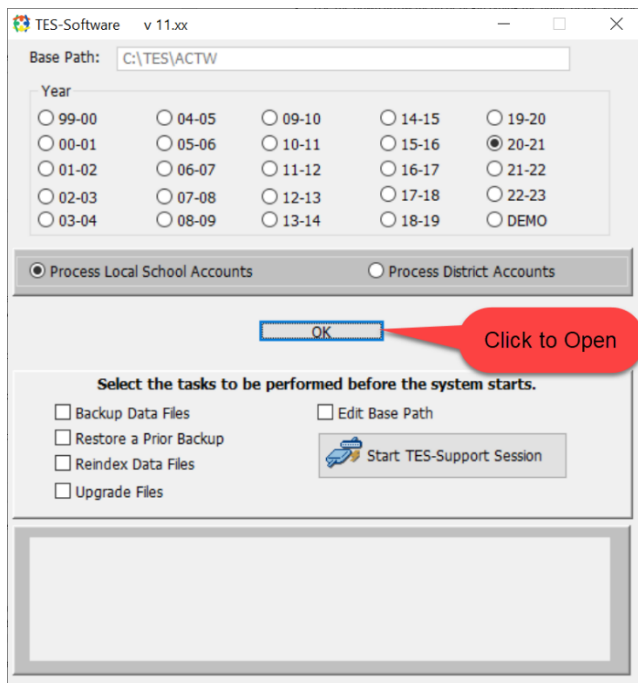 TES-Software v 11.xx
Base Path: C:\TES\ACTW
Year
99-00 04-05 09-10 14-15 19-20
00-01 05-06 10-11 15-16 20-21
01-02 06-07 11-12 16-17 21-22
02-03 07-08 12-13 17-18 22-23
03-04 08-09 13-14 18-19 DEMO
Process Local School Accounts Process District Accounts
OK Click to Open
Select the tasks to be performed before the system starts.
Backup Data Files Edit Base Path
Restore a Prior Backup
Start TES-Support Session
Reindex Data Files
Upgrade Files